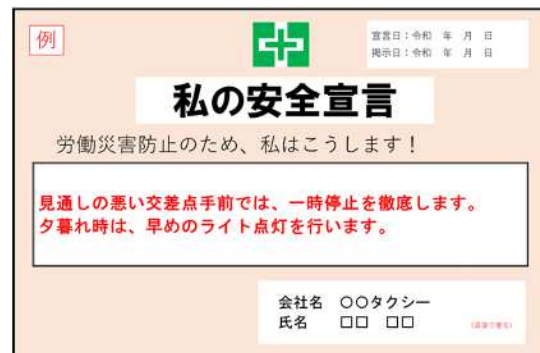 例
宣言日：令和　年　月　日
掲示日：令和　年　月　日
私の安全宣言
労働災害防止のため、私はこうします！
見通しの悪い交差点手前では、一時停止を徹底します。
夕暮れ時は、早めのライト点灯を行います。
会社名　〇〇タクシー
氏名　□□　□□